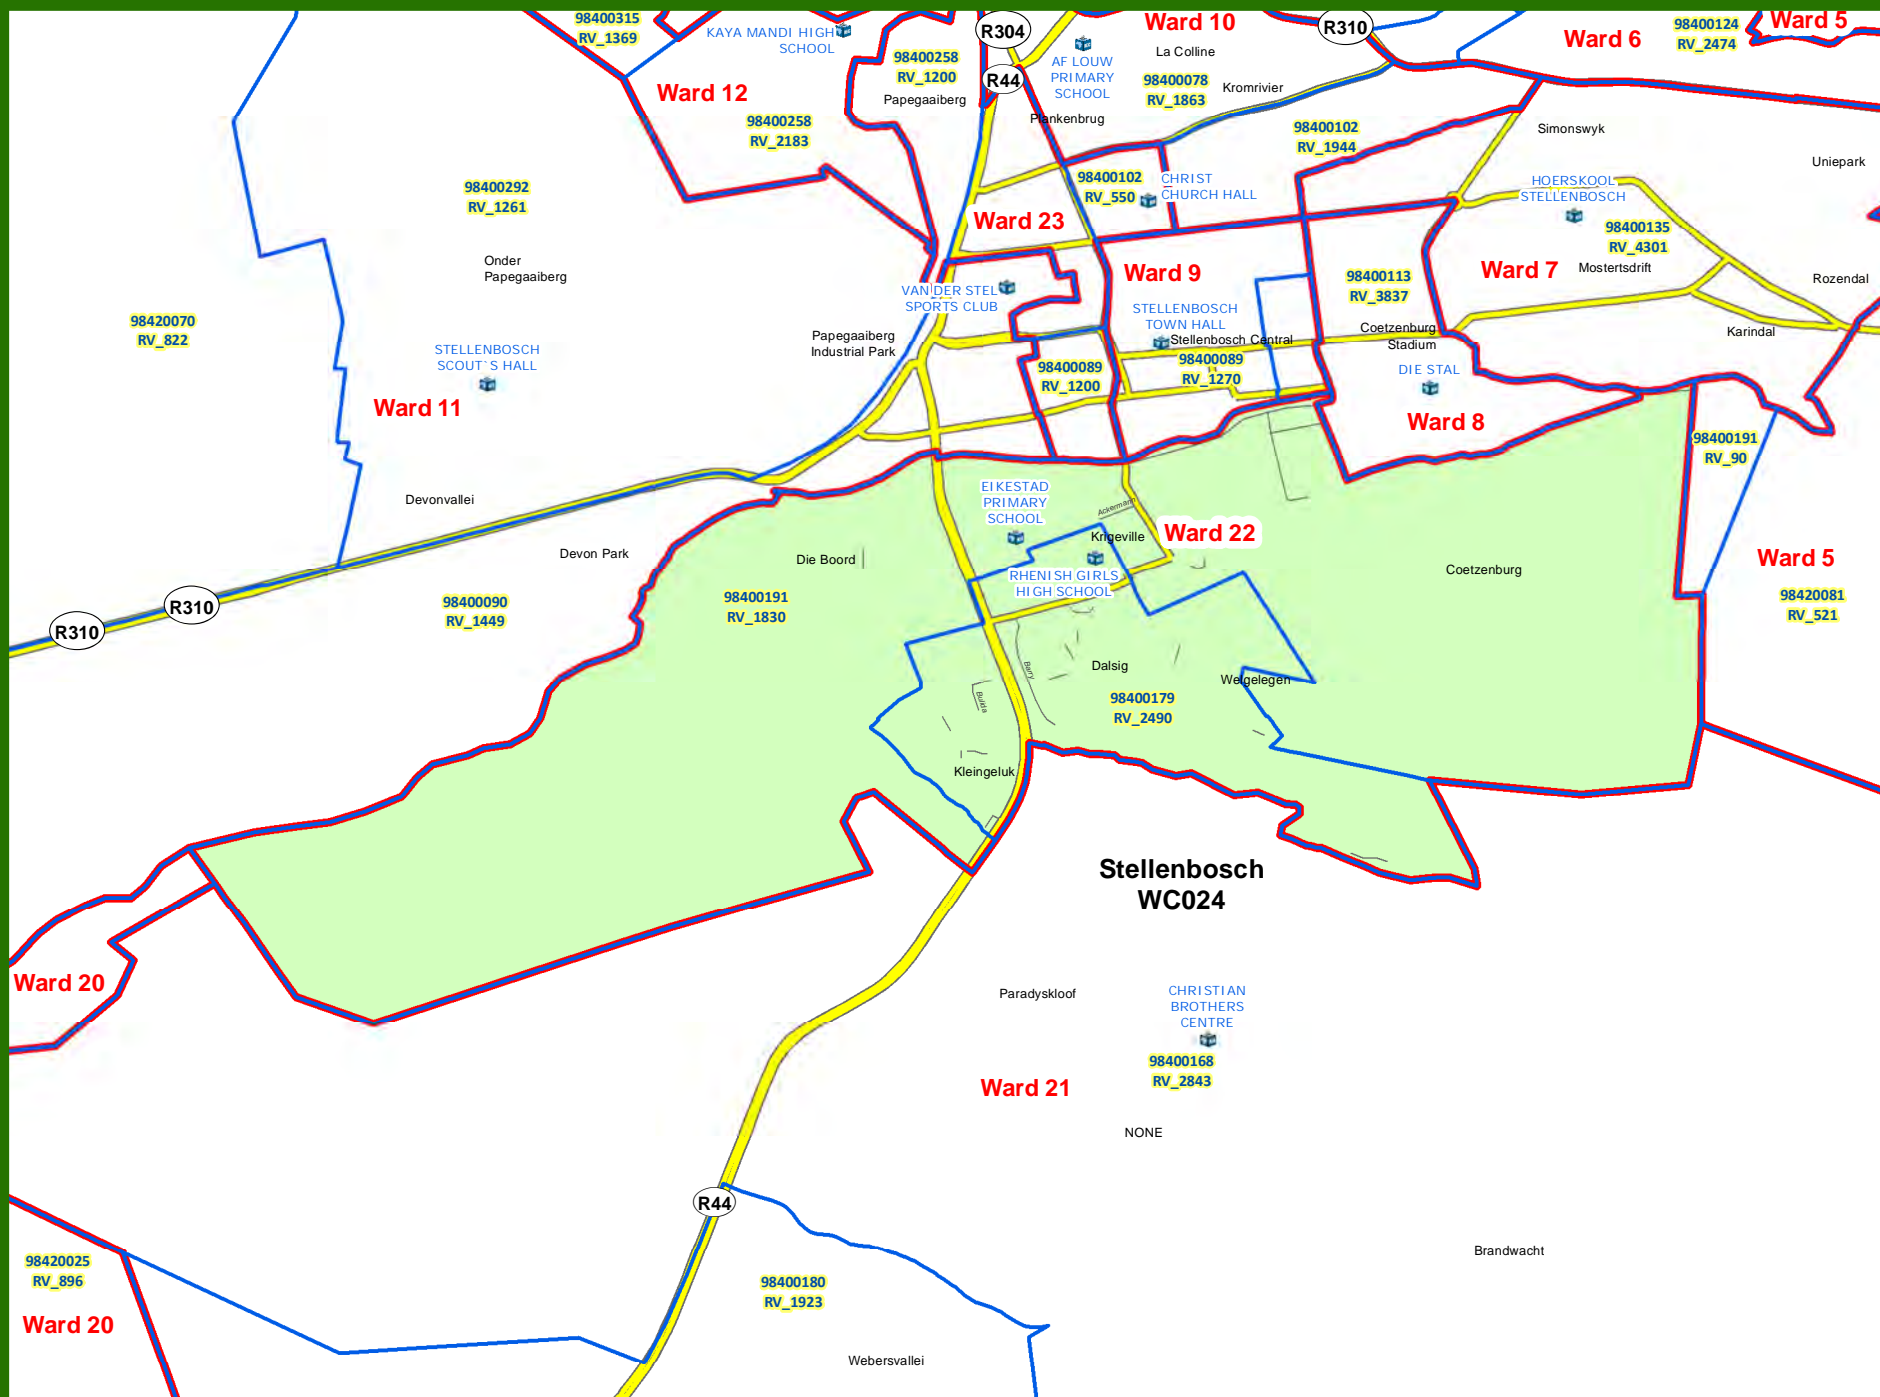 98400315
RV_1369
KAYA MANDI HIGH
SCHOOL
R304
Ward 10
La Colline
R310
Ward 6
98400124
RV_2474
Ward 5
98400258
RV_1200
Papegaaiberg
R44
AF LOUW
PRIMARY
SCHOOL
98400078
RV_1863
Kromrivier
Ward 12
98400258
RV_2183
Plankenbrug
98400102
RV_1944
Simonswyk
Uniepark
98400292
RV_1261
98400102
RV_550
CHRIST
CHURCH HALL
HOERSKOOL
STELLENBOSCH
Ward 23
98400135
RV_4301
Onder
Papegaaiberg
Ward 9
98400113
RV_3837
Ward 7
Mostertsdrift
Rozendal
VAN DER STEL
SPORTS CLUB
98420070
RV_822
STELLENBOSCH
TOWN HALL
Stellenbosch Central
Papegaaiberg
Industrial Park
Coetzenburg
Stadium
Karindal
STELLENBOSCH
SCOUT`S HALL
98400089
RV_1200
98400089
RV_1270
DIE STAL
Ward 11
Ward 8
98400191
RV_90
Devonvallei
EIKESTAD
PRIMARY
SCHOOL
Ackermann
Krigeville
Ward 22
Devon Park
Die Boord
RHENISH GIRLS
HIGH SCHOOL
Coetzenburg
Ward 5
98420081
RV_521
R310
R310
98400090
RV_1449
98400191
RV_1830
Barry
Dalsig
Welgelegen
98400179
RV_2490
Kleingeluk
Stellenbosch
WC024
Ward 20
Paradyskloof
CHRISTIAN
BROTHERS
CENTRE
98400168
RV_2843
Ward 21
NONE
R44
98420025
RV_896
Ward 20
98400180
RV_1923
Brandwacht
Webersvallei